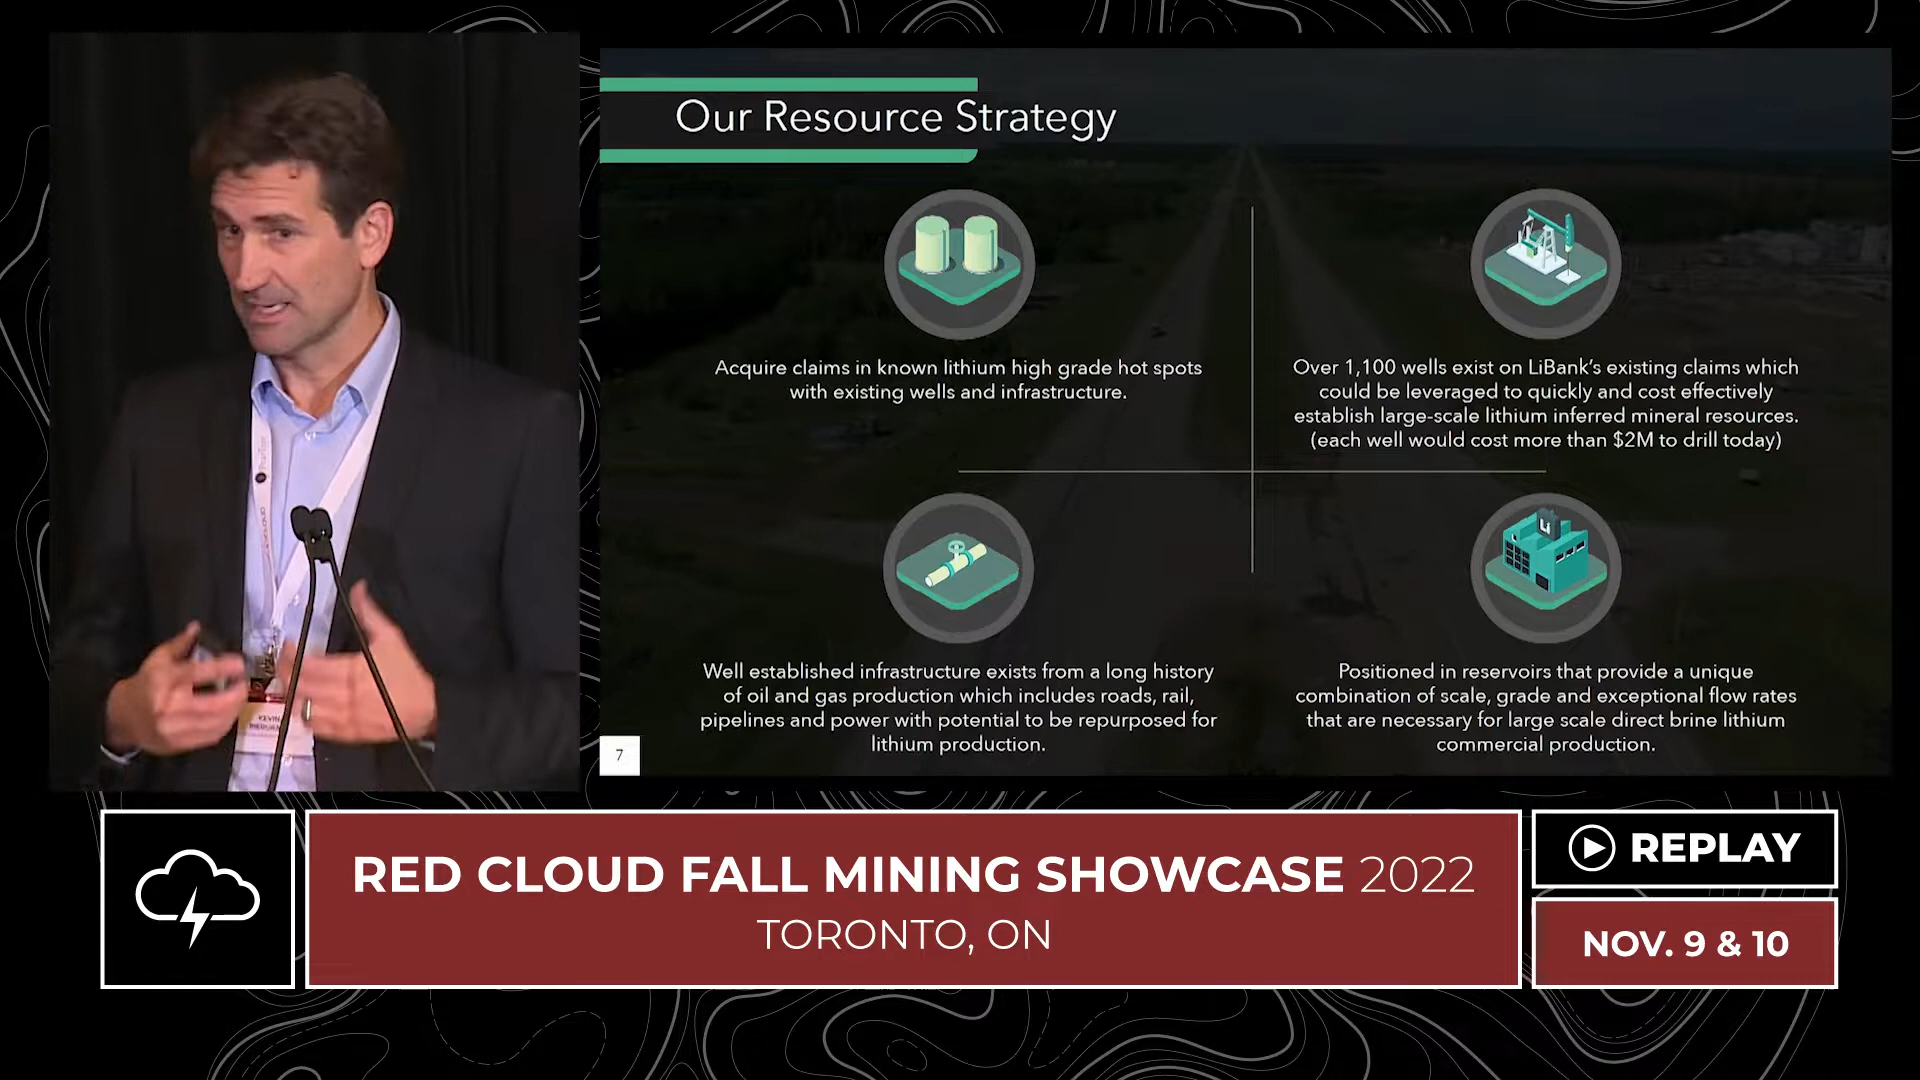 Our Resource Strategy
Acquire claims in known lithium high grade hot spots
with existing wells and infrastructure.
Over 1,100 wells exist on LiBank's existing claims which
could be leveraged to quickly and cost effectively
establish large-scale lithium inferred mineral resources.
(each well would cost more than $2M to drill today)
Li
Well established infrastructure exists from a long history
of oil and gas production which includes roads, rail,
pipelines and power with potential to be repurposed for
lithium production.
Positioned in reservoirs that provide a unique
combination of scale, grade and exceptional flow rates
that are necessary for large scale direct brine lithium
commercial production.
7
KEVIN
RED CLOUD FALL MINING SHOWCASE 2022
TORONTO, ON
REPLAY
NOV. 9 & 10